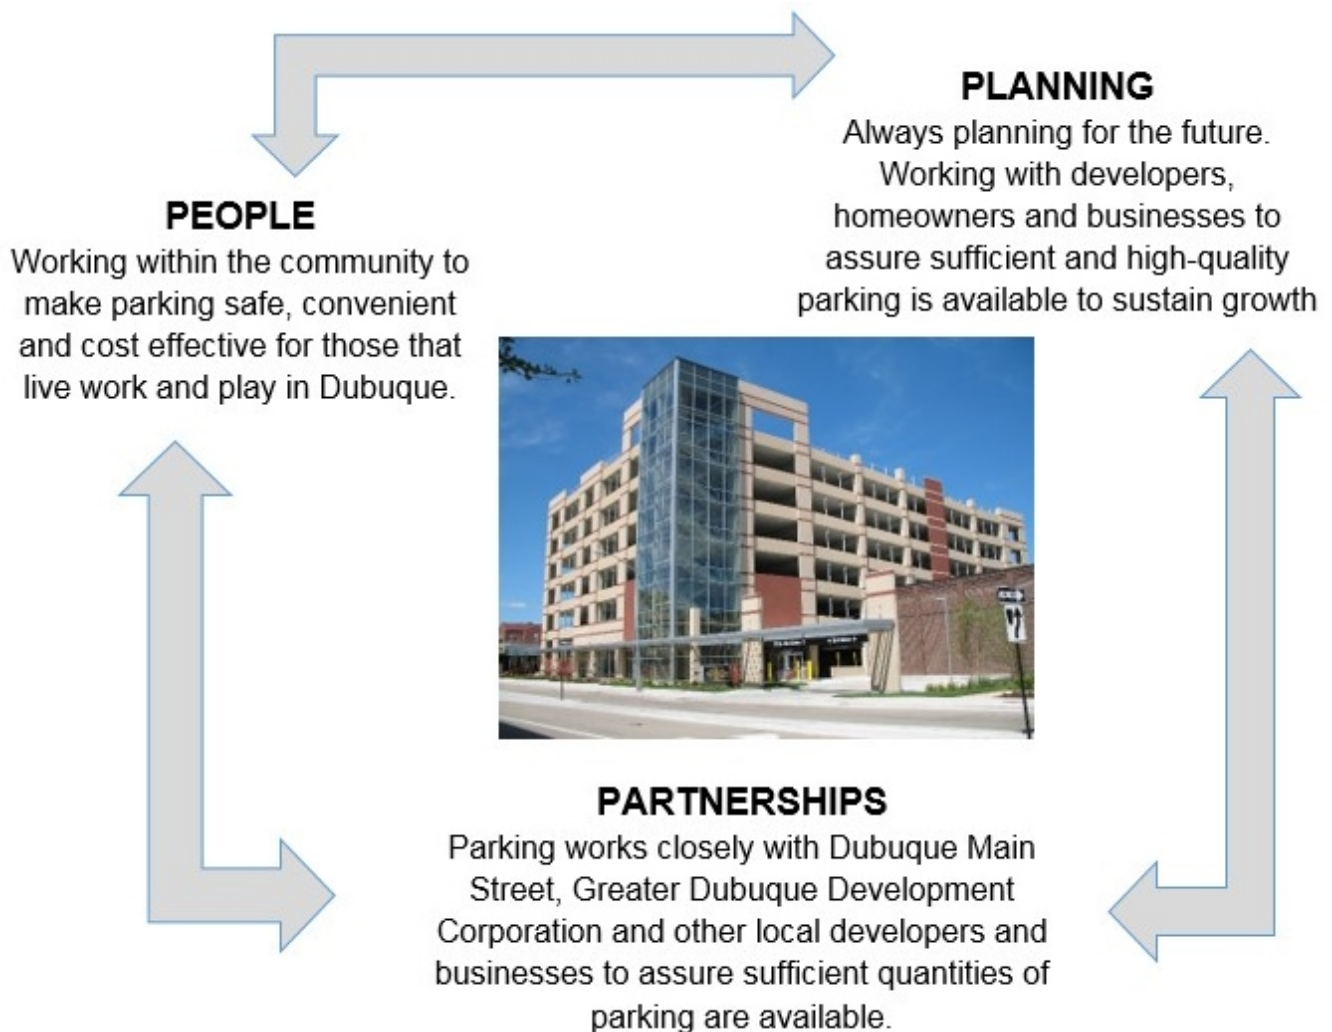 PLANNING
Always planning for the future.
Working with developers,
homeowners and businesses to
assure sufficient and high-quality
parking is available to sustain growth
PEOPLE
Working within the community to
make parking safe, convenient
and cost effective for those that
live work and play in Dubuque.
PARTNERSHIPS
Parking works closely with Dubuque Main
Street, Greater Dubuque Development
Corporation and other local developers and
businesses to assure sufficient quantities of
parking are available.